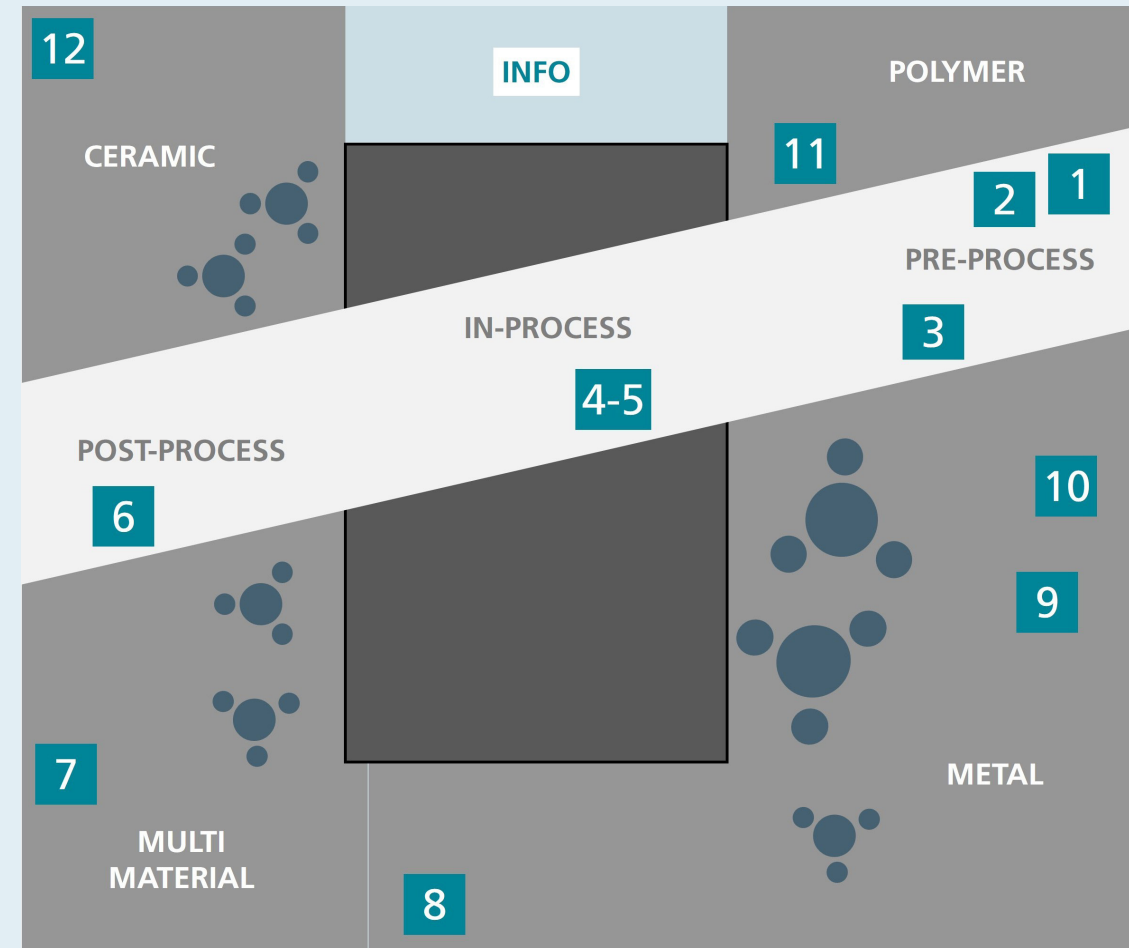 12
INFO
POLYMER
CERAMIC
11
2
1
PRE-PROCESS
IN-PROCESS
3
4-5
POST-PROCESS
6
10
9
7
METAL
MULTI
MATERIAL
8